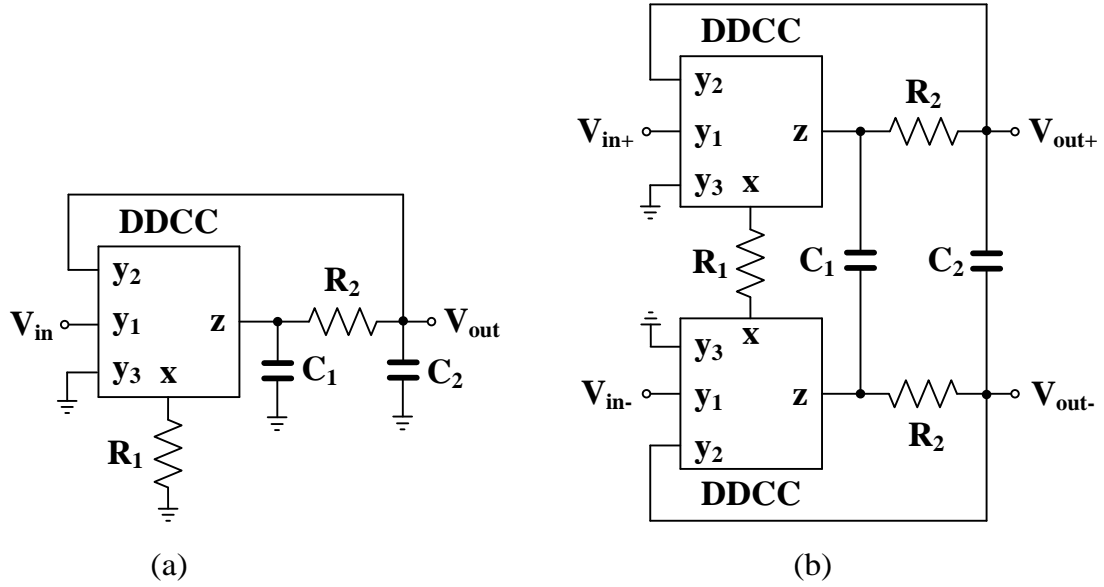 DDCC
y₂
y₁
y₃
x
z
Vin
R₁
R₂
C₁
C₂
Vout
(a)
DDCC
y₂
y₁
y₃
x
z
Vin+
R₂
Vout+
R₁
C₁
C₂
x
y₃
y₁
y₂
z
Vin-
R₂
Vout-
DDCC
(b)